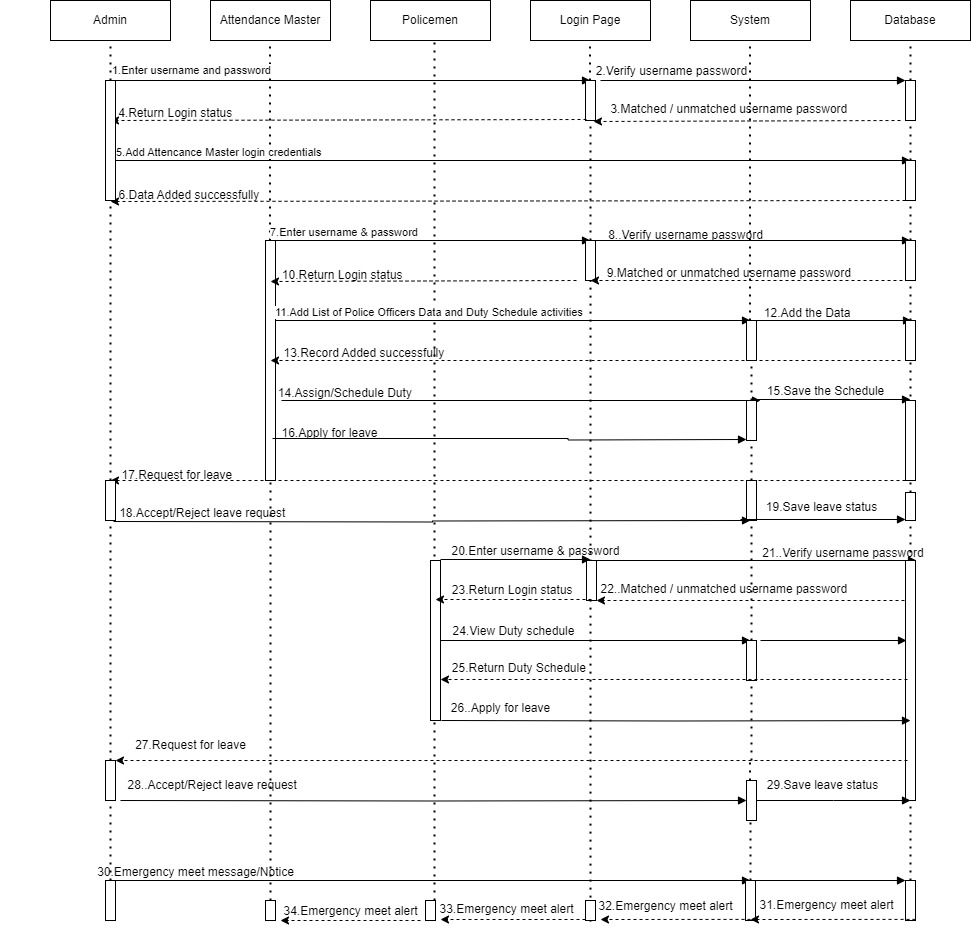 Admin
Attendance Master
Policemen
Login Page
System
Database
1.Enter username and password
2.Verify username password
3.Matched / unmatched username password
4.Return Login status
5.Add Attencance Master login credentials
6.Data Added successfully
7.Enter username & password
8..Verify username password
9.Matched or unmatched username password
10.Return Login status
11.Add List of Police Officers Data and Duty Schedule activities
12.Add the Data
13.Record Added successfully
14.Assign/Schedule Duty
15.Save the Schedule
16.Apply for leave
17.Request for leave
18.Accept/Reject leave request
19.Save leave status
20.Enter username & password
21..Verify username password
22..Matched / unmatched username password
23.Return Login status
24.View Duty schedule
25.Return Duty Schedule
26..Apply for leave
27.Request for leave
28..Accept/Reject leave request
29.Save leave status
30.Emergency meet message/Notice
31.Emergency meet alert
32.Emergency meet alert
33.Emergency meet alert
34.Emergency meet alert